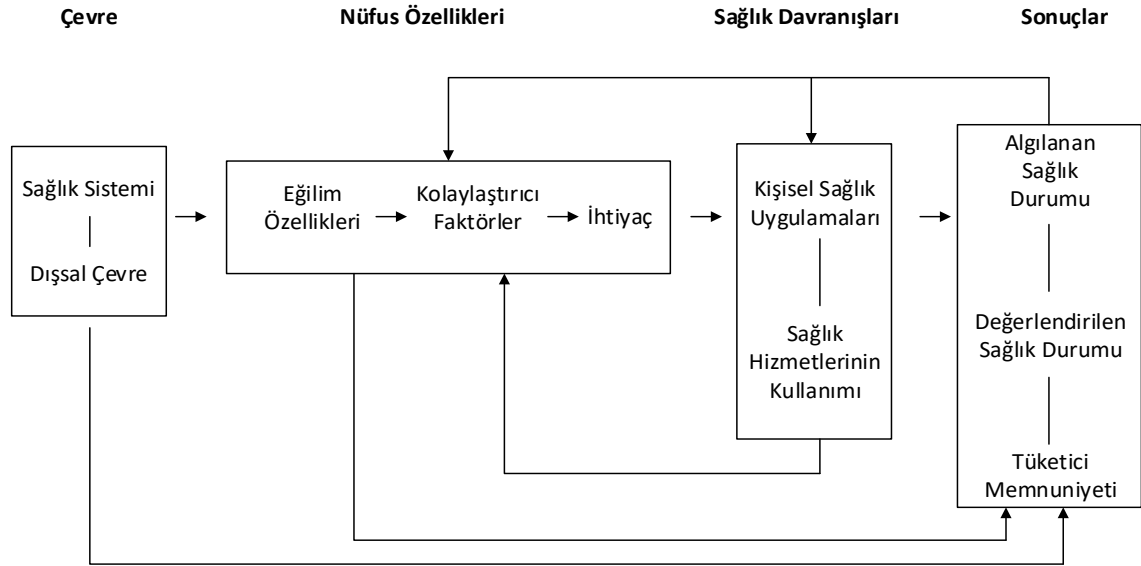 Çevre
Nüfus Özellikleri
Sağlık Davranışları
Sonuçlar
Sağlık Sistemi
Dışsal Çevre
Eğilim
Özellikleri
Kolaylaştırıcı
Faktörler
İhtiyaç
Kişisel Sağlık
Uygulamaları
Sağlık
Hizmetlerinin
Kullanımı
Algılanan
Sağlık
Durumu
Değerlendirilen
Sağlık Durumu
Tüketici
Memnuniyeti